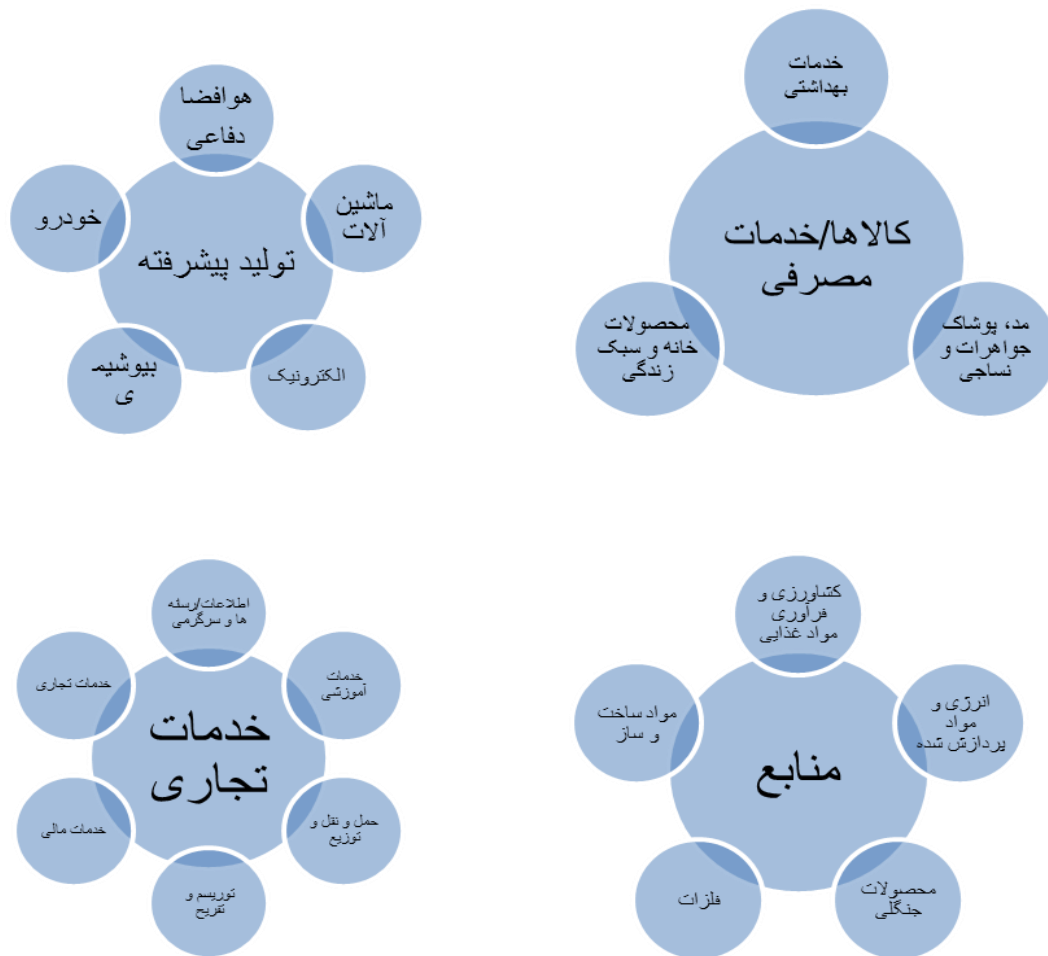 هوافضا
دفاعی
ماشین
آلات
الکترونیک
بیوشیم
ی
خودرو
تولید پیشرفته
خدمات
بهداشتی
مد، پوشاک
جواهرات و
نساجی
محصولات
خانه و سبک
زندگی
کالاها/خدمات
مصرفی
اطلاعات/رسانه
ها و سرگرمی
خدمات
آموزشی
حمل و نقل و
توزیع
توریسم و
تفریح
خدمات مالی
خدمات تجاری
خدمات
تجاری
کشاورزی و
فرآوری
مواد غذایی
انرژی و
مواد
پردازش شده
محصولات
جنگلی
فلزات
مواد ساخت
و ساز
منابع